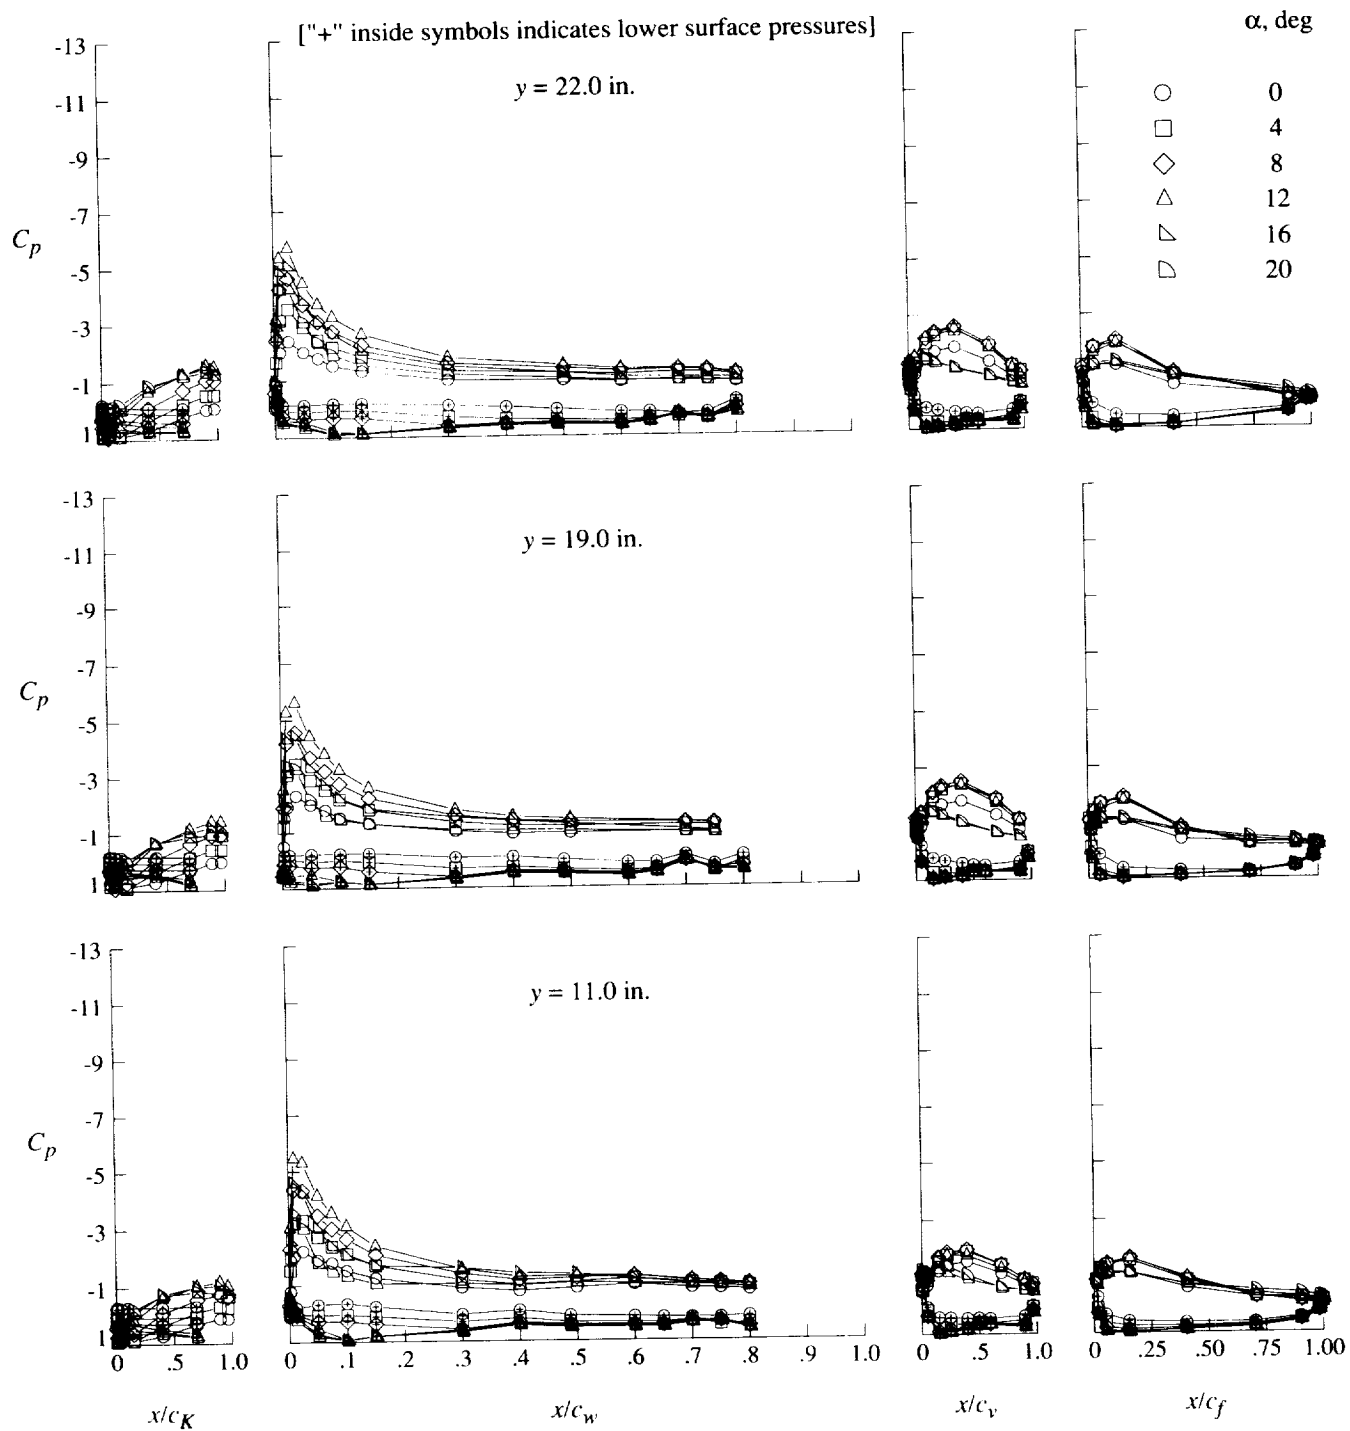 ["+" inside symbols indicates lower surface pressures]
α, deg
0
4
8
12
16
20
y = 22.0 in.
-13
-11
-9
-7
-5
-3
-1
1
C_p
y = 19.0 in.
-13
-11
-9
-7
-5
-3
-1
1
C_p
y = 11.0 in.
-13
-11
-9
-7
-5
-3
-1
1
C_p
0 .5 1.0
0 .1 .2 .3 .4 .5 .6 .7 .8 .9 1.0
0 .5 1.0
0 .25 .50 .75 1.00
x/c_K
x/c_w
x/c_v
x/c_f